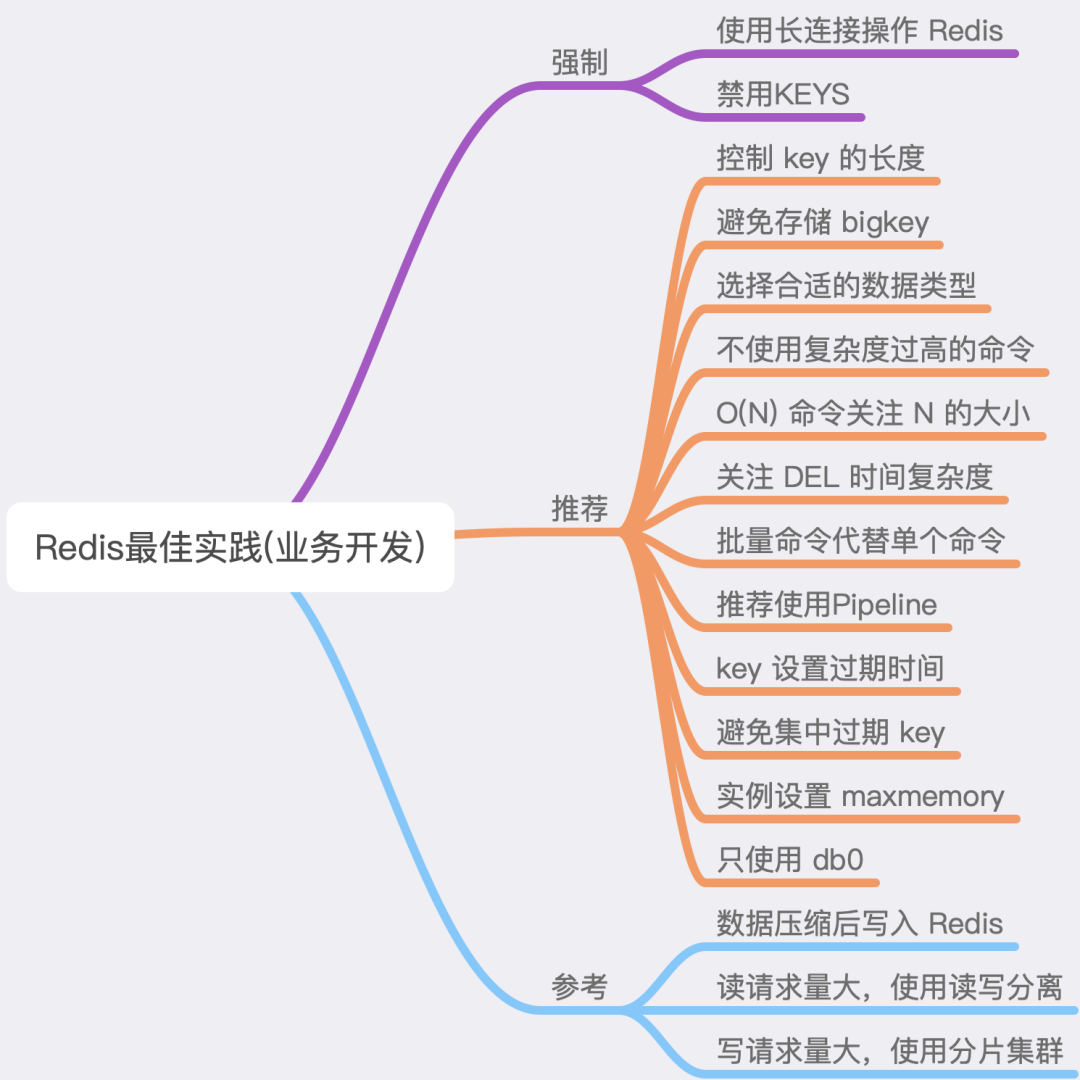 使用长连接操作 Redis
强制
禁用KEYS
控制 key 的长度
避免存储 bigkey
选择合适的数据类型
不使用复杂度过高的命令
O(N) 命令关注 N 的大小
关注 DEL 时间复杂度
推荐
批量命令代替单个命令
Redis最佳实践(业务开发)
推荐使用Pipeline
key 设置过期时间
避免集中过期 key
实例设置 maxmemory
只使用 db0
数据压缩后写入 Redis
参考
读请求量大，使用读写分离
写请求量大，使用分片集群